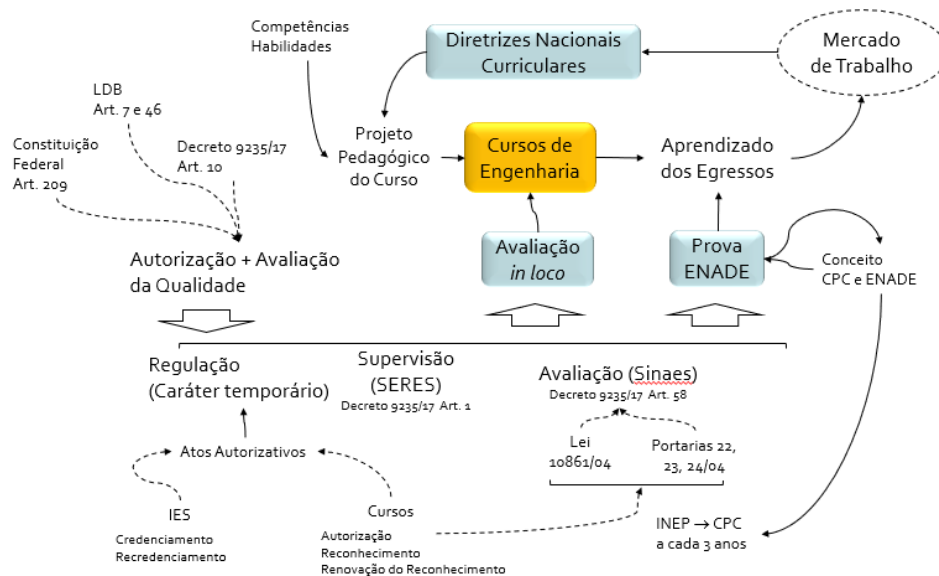 Competências
Habilidades
Diretrizes Nacionais
Curriculares
Mercado
de Trabalho
LDB
Art. 7 e 46
Constituição
Federal
Art. 209
Decreto 9235/17
Art. 10
Projeto
Pedagógico
do Curso
Cursos de
Engenharia
Aprendizado
dos Egressos
Autorização + Avaliação
da Qualidade
Avaliação
in loco
Prova
ENADE
Conceito
CPC e ENADE
Regulação
(Caráter temporário)
Supervisão
(SERES)
Decreto 9235/17 Art. 1
Avaliação (Sinaes)
Decreto 9235/17 Art. 58
Lei
10861/04
Portarias 22,
23, 24/04
Atos Autorizativos
IES
Credenciamento
Recredenciamento
Cursos
Autorização
Reconhecimento
Renovação do Reconhecimento
INEP → CPC
a cada 3 anos